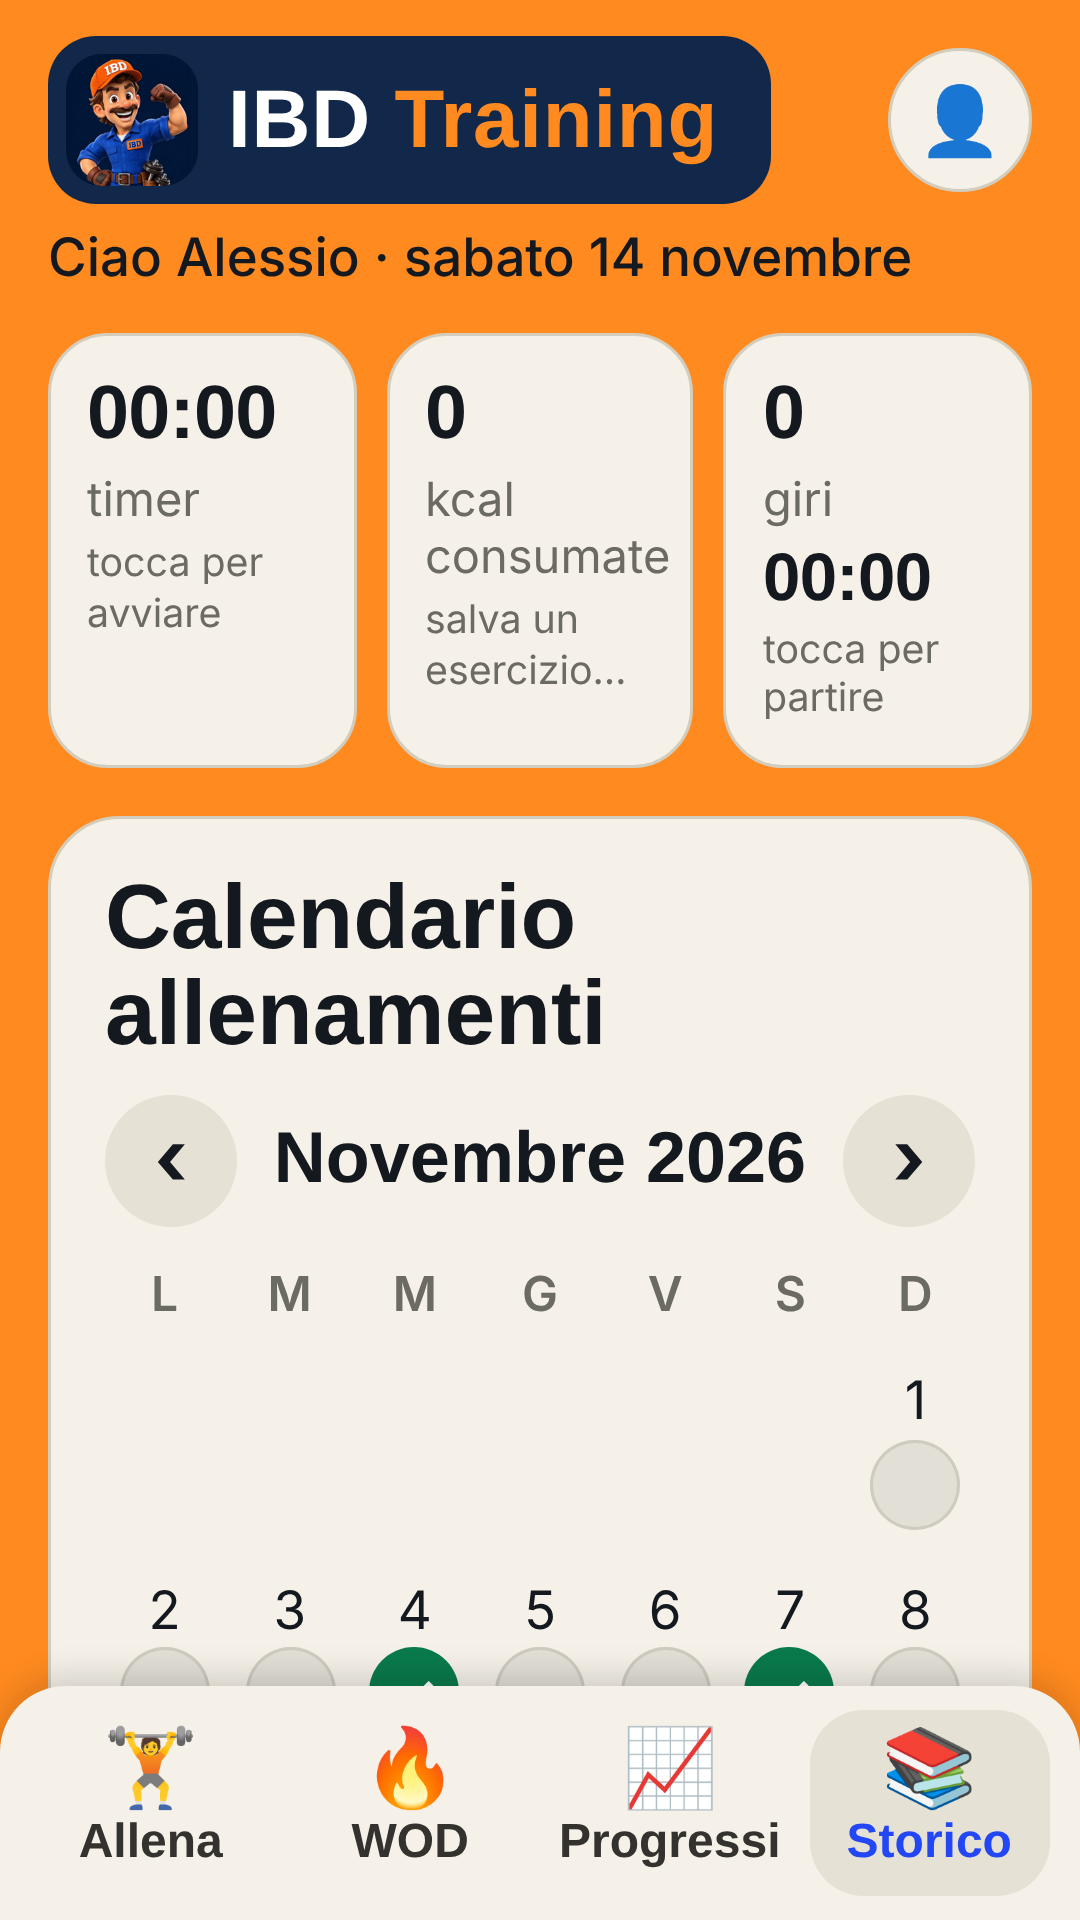 IBD Training
Ciao Alessio · sabato 14 novembre
00:00
timer
tocca per
avviare
0
kcal
consumate
salva un
esercizio...
0
giri
00:00
tocca per
partire
Calendario
allenamenti
‹ Novembre 2026 ›
L M M G V S D
1
2 3 4 5 6 7 8
Allena WOD Progressi Storico